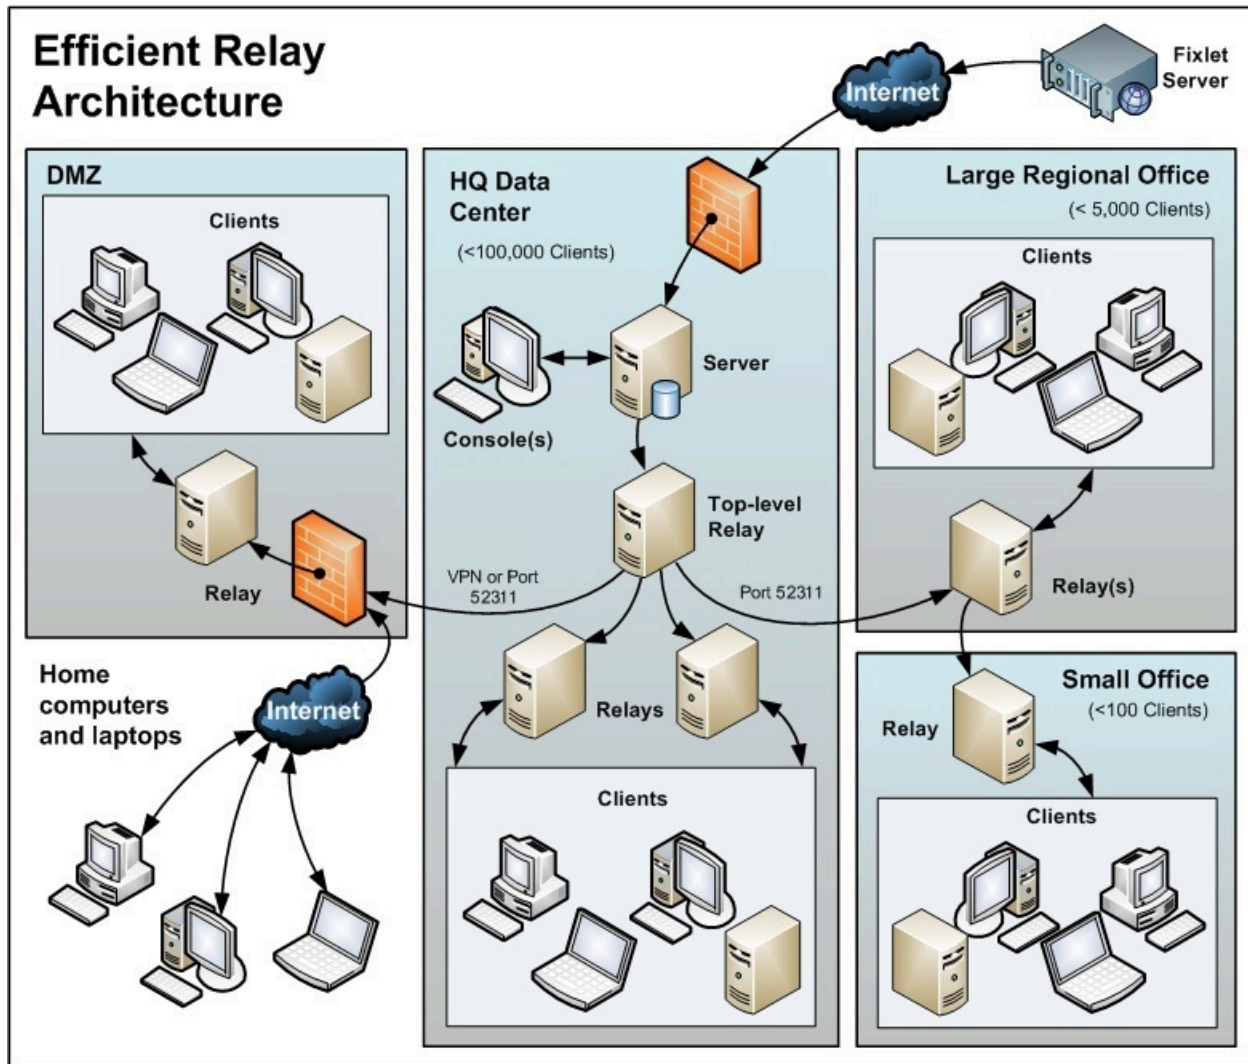 Efficient Relay
Architecture
Internet
Fixlet
Server
DMZ
Clients
Relay
Home
computers
and laptops
Internet
HQ Data
Center
(<100,000 Clients)
Server
Console(s)
Top-level
Relay
VPN or Port
52311
Port 52311
Relays
Clients
Large Regional Office
(< 5,000 Clients)
Clients
Relay(s)
Small Office
(<100 Clients)
Relay
Clients